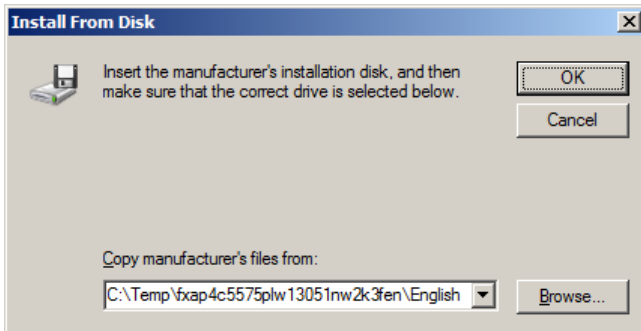 Install From Disk
Insert the manufacturer's installation disk, and then
make sure that the correct drive is selected below.
OK
Cancel
Copy manufacturer's files from:
C:\Temp\fxap4c5575plw13051nw2k3fen\English
Browse...